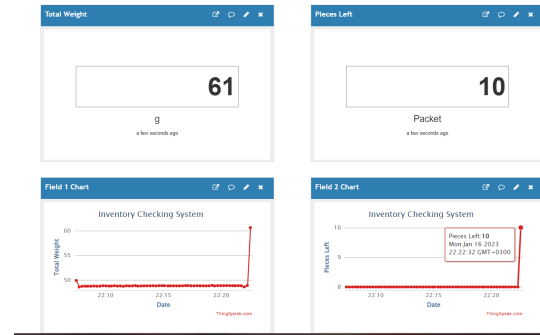 Total Weight
61
g
a few seconds ago
Pieces Left
10
Packet
a few seconds ago
Field 1 Chart
Inventory Checking System
Total Weight
60
55
50
22:10 22:15 22:20
Date
ThingSpeak.com
Field 2 Chart
Inventory Checking System
Pieces Left
10
9
8
Pieces Left:10
Mon Jan 16 2023
22:22:32 GMT+0300
22:10 22:15 22:20
Date
ThingSpeak.com